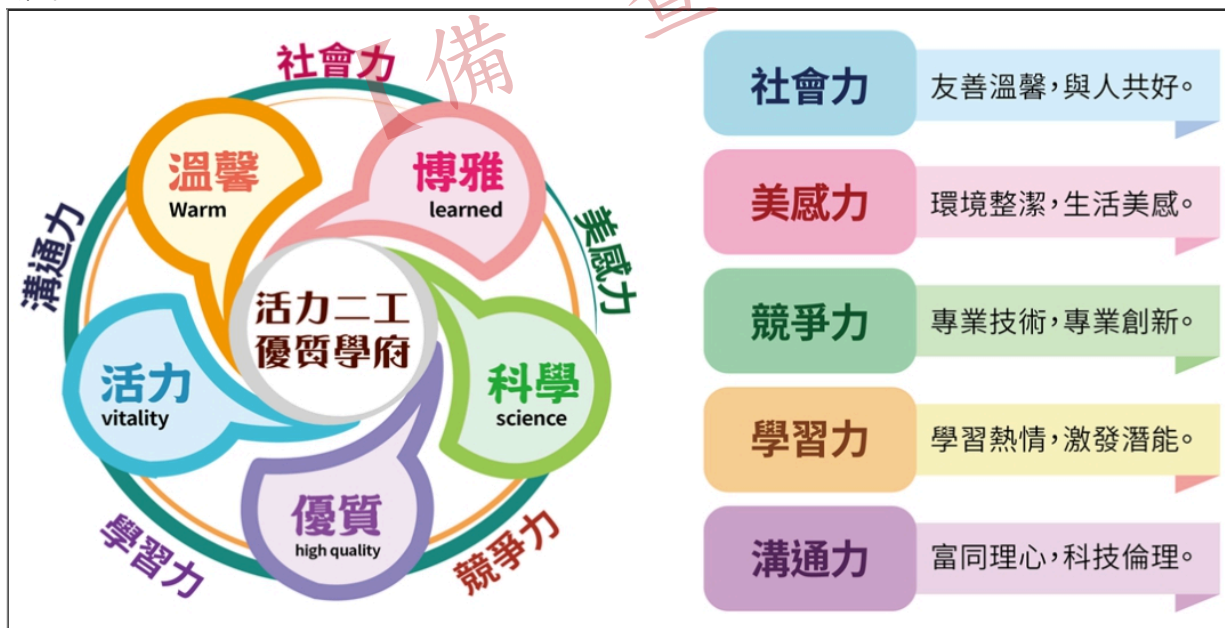 【備查
社會力
溫馨
Warm
博雅
learned
溝通力
美感力
活力二工
優質學府
活力
vitality
科學
science
優質
high quality
學習力
競爭力
社會力
友善溫馨，與人共好。
美感力
環境整潔，生活美感。
競爭力
專業技術，專業創新。
學習力
學習熱情，激發潛能。
溝通力
富同理心，科技倫理。